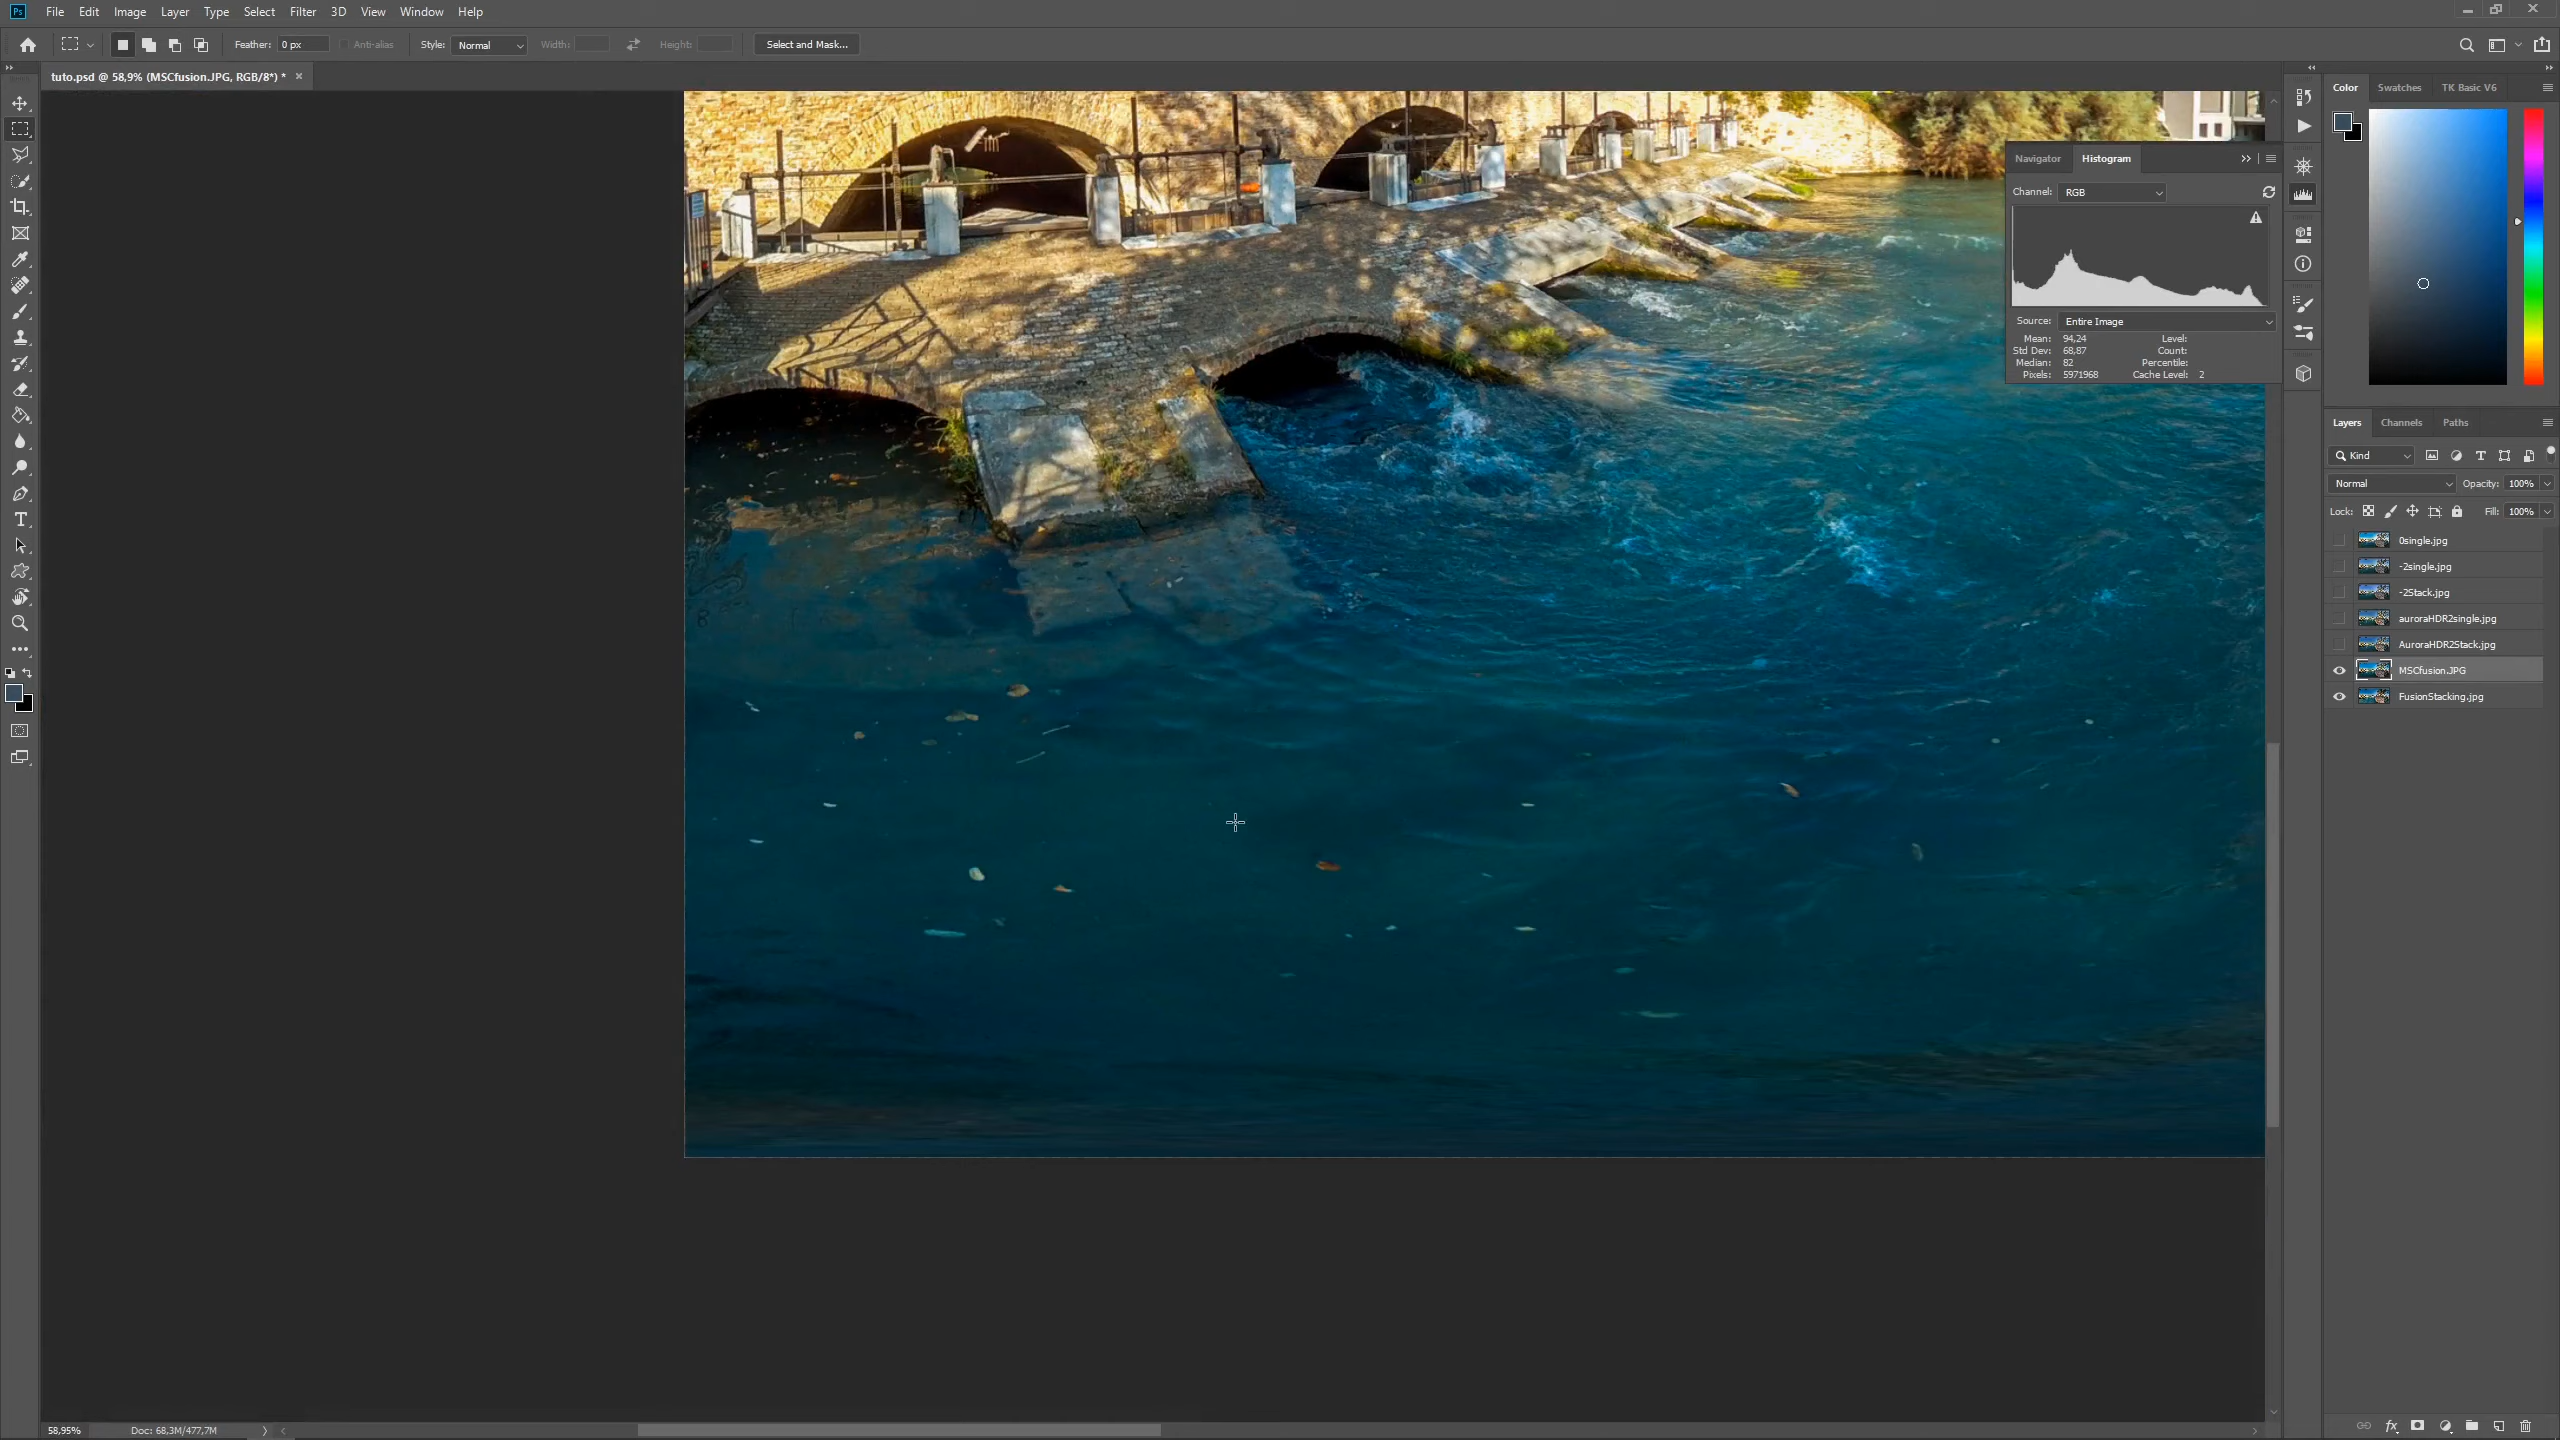 Ps File Edit Image Layer Type Select Filter 3D View Window Help
Feather: 0 px Anti-alias Style: Normal Width: Height: Select and Mask...
tuto.psd @ 58,9% (MSCfusion.JPG, RGB/8*) * ×
Color Swatches TK Basic V6
Navigator Histogram
Channel: RGB
Source: Entire Image
Mean: 94,24 Level:
Std Dev: 68,87 Count:
Median: 82 Percentile:
Pixels: 5971968 Cache Level: 2
Layers Channels Paths
Kind
Normal Opacity: 100%
Lock: Fill: 100%
0single.jpg
-2single.jpg
-2Stack.jpg
auroraHDR2single.jpg
AuroraHDR2Stack.jpg
MSCfusion.JPG
FusionStacking.jpg
58,95% Doc: 68,3M/477,7M